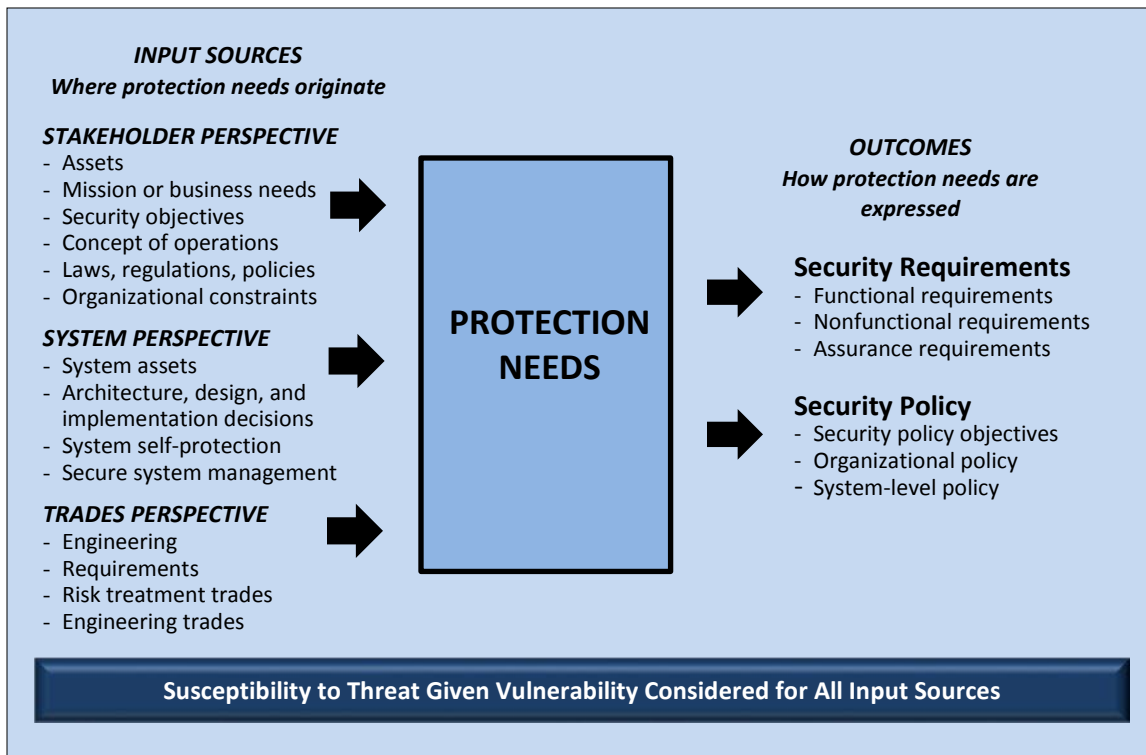 INPUT SOURCES
Where protection needs originate
STAKEHOLDER PERSPECTIVE
- Assets
- Mission or business needs
- Security objectives
- Concept of operations
- Laws, regulations, policies
- Organizational constraints
SYSTEM PERSPECTIVE
- System assets
- Architecture, design, and
implementation decisions
- System self-protection
- Secure system management
TRADES PERSPECTIVE
- Engineering
- Requirements
- Risk treatment trades
- Engineering trades
PROTECTION
NEEDS
OUTCOMES
How protection needs are
expressed
Security Requirements
- Functional requirements
- Nonfunctional requirements
- Assurance requirements
Security Policy
- Security policy objectives
- Organizational policy
- System-level policy
Susceptibility to Threat Given Vulnerability Considered for All Input Sources